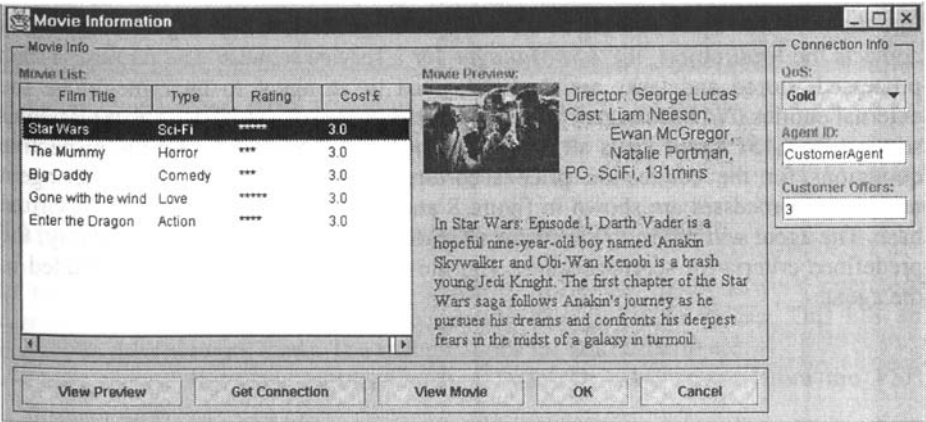 Movie Information
Movie Info
Movie List:
Film Title Type Rating Cost £
Star Wars Sci-Fi ***** 3.0
The Mummy Horror *** 3.0
Big Daddy Comedy *** 3.0
Gone with the wind Love ***** 3.0
Enter the Dragon Action **** 3.0
Movie Preview:
Director: George Lucas
Cast: Liam Neeson,
Ewan McGregor,
Natalie Portman,
PG, SciFi, 131mins
In Star Wars: Episode I, Darth Vader is a
hopeful nine-year-old boy named Anakin
Skywalker and Obi-Wan Kenobi is a brash
young Jedi Knight. The first chapter of the Star
Wars saga follows Anakin's journey as he
pursues his dreams and confronts his deepest
fears in the midst of a galaxy in turmoil.
Connection Info
QoS:
Gold
Agent ID:
CustomerAgent
Customer Offers:
3
View Preview Get Connection View Movie OK Cancel